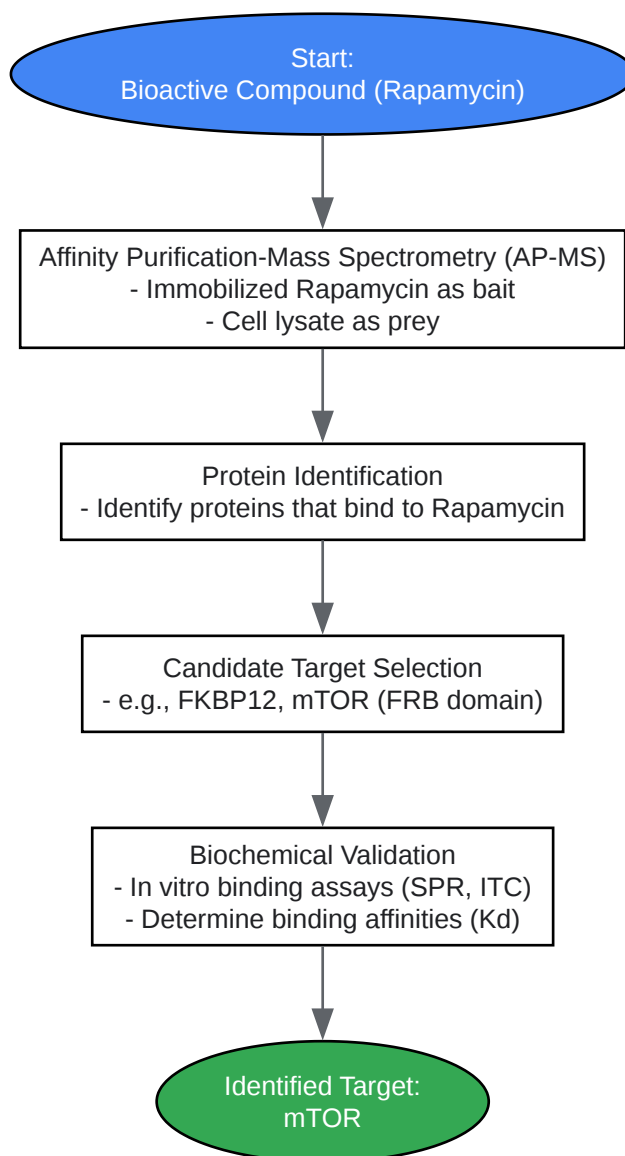 Start:
Bioactive Compound (Rapamycin)
Affinity Purification-Mass Spectrometry (AP-MS)
- Immobilized Rapamycin as bait
- Cell lysate as prey
Protein Identification
- Identify proteins that bind to Rapamycin
Candidate Target Selection
- e.g., FKBP12, mTOR (FRB domain)
Biochemical Validation
- In vitro binding assays (SPR, ITC)
- Determine binding affinities (Kd)
Identified Target:
mTOR